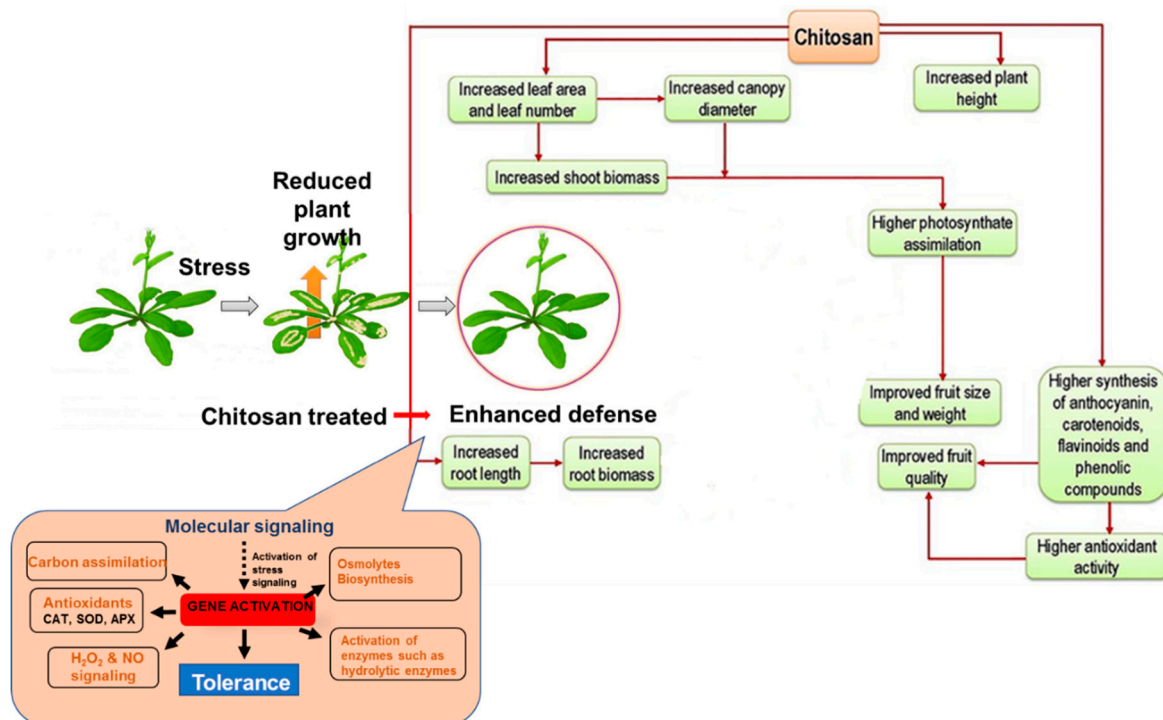 Chitosan
Increased leaf area
and leaf number
Increased canopy
diameter
Increased plant
height
Increased shoot biomass
Higher photosynthate
assimilation
Reduced
plant
growth
Stress
Improved fruit size
and weight
Higher synthesis
of anthocyanin,
carotenoids,
flavinoids and
phenolic
compounds
Chitosan treated
Enhanced defense
Increased
root length
Increased
root biomass
Improved fruit
quality
Higher antioxidant
activity
Molecular signaling
Activation of
stress
signaling
Carbon assimilation
Osmolytes
Biosynthesis
Antioxidants
CAT, SOD, APX
GENE ACTIVATION
H₂O₂ & NO
signaling
Activation of
enzymes such as
hydrolytic enzymes
Tolerance